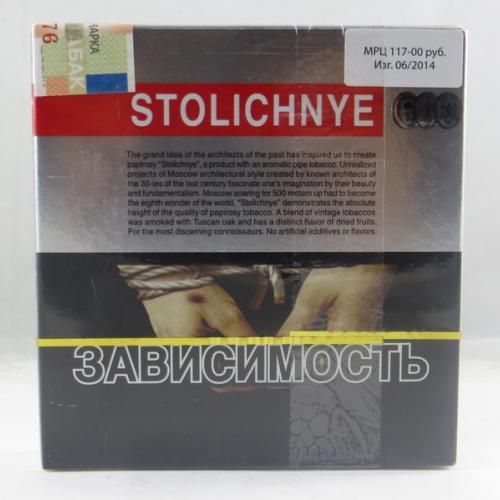 МАРКА
ТАБАК
76
МРЦ 117-00 руб.
Изг. 06/2014
STOLICHNYE
The grand idea of the architects of the past has inspired us to create
papirosy "Stolichnye", a product with an aromatic pipe tobacco. Unrealized
projects of Moscow architectural style created by known architects of
the 30-ies of the last century fascinate one's imagination by their beauty
and fundamentalism. Moscow soaring for 500 meters up had to become
the eighth wonder of the world. "Stolichnye" demonstrates the absolute
height of the quality of papirosy tobacco. A blend of vintage tobaccos
was smoked with Tuscan oak and has a distinct flavor of dried fruits.
For the most discerning connoissaurs. No artificial additives or flavors.
ЗАВИСИМОСТЬ